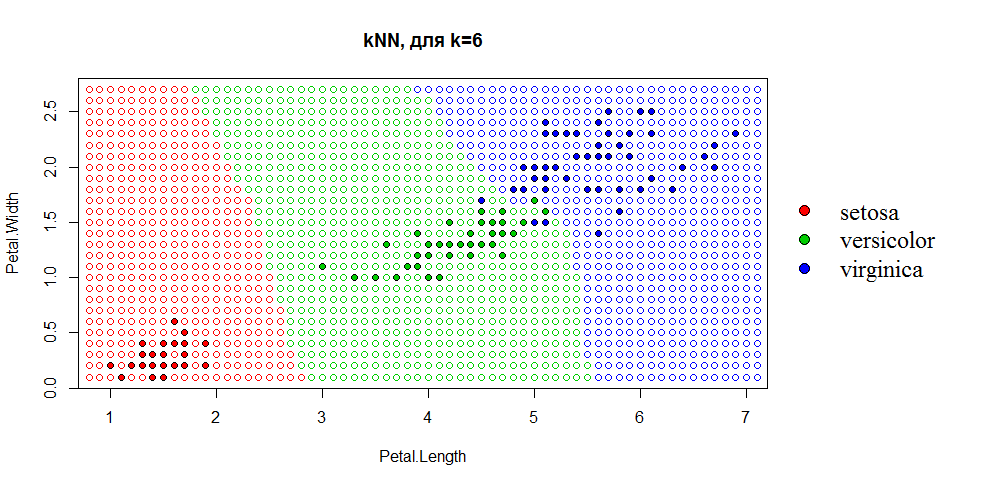 kNN, для k=6
Petal.Width
2.5
2.0
1.5
1.0
0.5
0.0
1 2 3 4 5 6 7
Petal.Length
setosa
versicolor
virginica